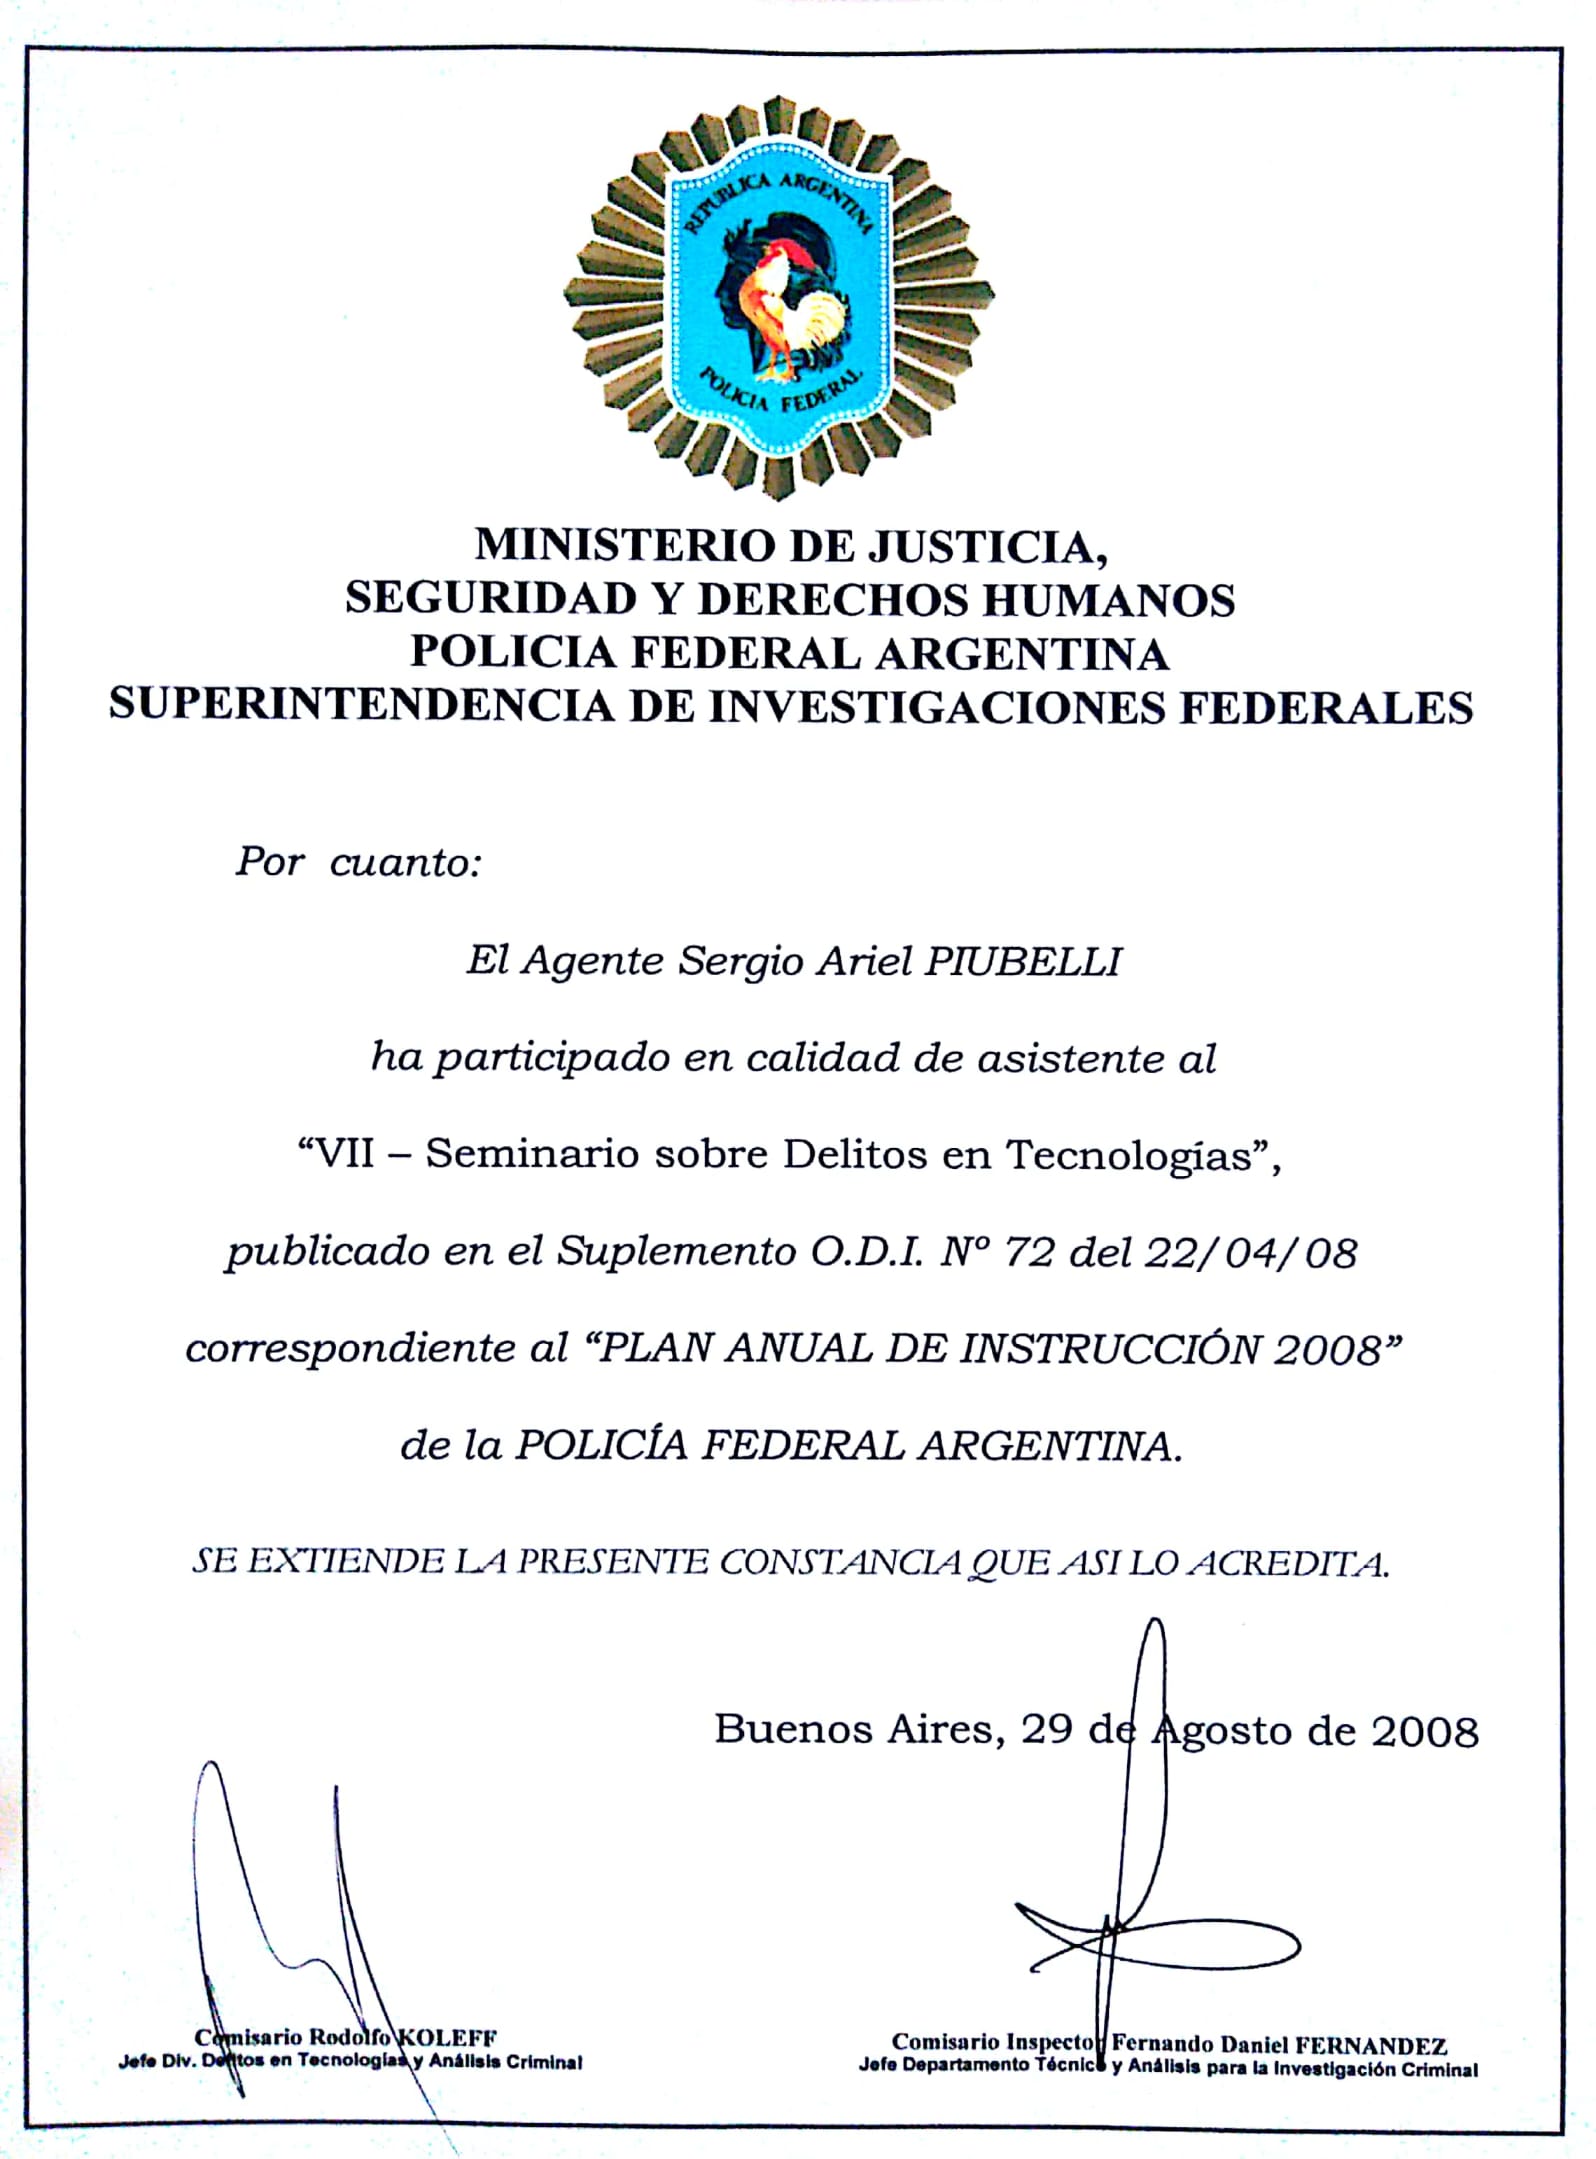 REPUBLICA ARGENTINA
POLICIA FEDERAL
MINISTERIO DE JUSTICIA,
SEGURIDAD Y DERECHOS HUMANOS
POLICIA FEDERAL ARGENTINA
SUPERINTENDENCIA DE INVESTIGACIONES FEDERALES
Por cuanto:
El Agente Sergio Ariel PIUBELLI
ha participado en calidad de asistente al
“VII – Seminario sobre Delitos en Tecnologías”,
publicado en el Suplemento O.D.I. Nº 72 del 22/04/08
correspondiente al “PLAN ANUAL DE INSTRUCCIÓN 2008”
de la POLICÍA FEDERAL ARGENTINA.
SE EXTIENDE LA PRESENTE CONSTANCIA QUE ASI LO ACREDITA.
Buenos Aires, 29 de Agosto de 2008
Comisario Rodolfo KOLEFF
Jefe Div. Delitos en Tecnologías y Análisis Criminal
Comisario Inspector Fernando Daniel FERNANDEZ
Jefe Departamento Técnico y Análisis para la Investigación Criminal